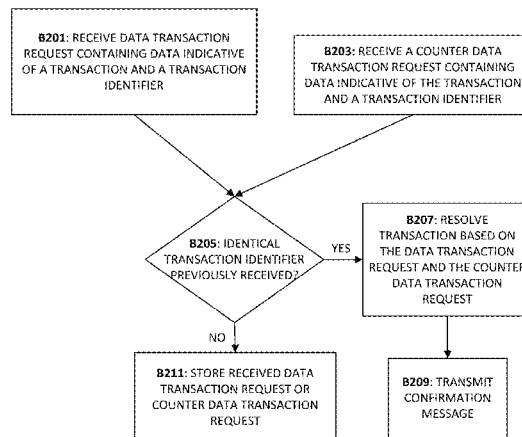 B201: RECEIVE DATA TRANSACTION
REQUEST CONTAINING DATA INDICATIVE
OF A TRANSACTION AND A TRANSACTION
IDENTIFIER
B203: RECEIVE A COUNTER DATA
TRANSACTION REQUEST CONTAINING
DATA INDICATIVE OF THE TRANSACTION
AND A TRANSACTION IDENTIFIER
B205: IDENTICAL
TRANSACTION IDENTIFIER
PREVIOUSLY RECEIVED?
YES
B207: RESOLVE
TRANSACTION BASED ON
THE DATA TRANSACTION
REQUEST AND THE COUNTER
DATA TRANSACTION
REQUEST
NO
B211: STORE RECEIVED DATA
TRANSACTION REQUEST OR
COUNTER DATA TRANSACTION
REQUEST
B209: TRANSMIT
CONFIRMATION
MESSAGE